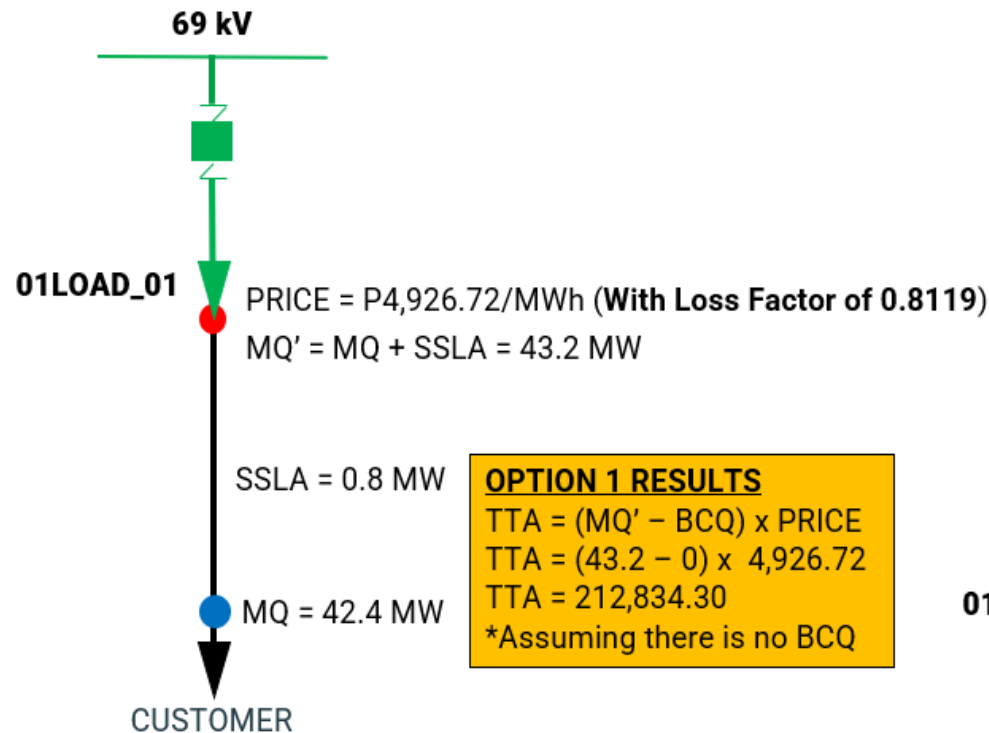 69 kV
01LOAD_01
PRICE = P4,926.72/MWh (With Loss Factor of 0.8119)
MQ’ = MQ + SSLA = 43.2 MW
SSLA = 0.8 MW
OPTION 1 RESULTS
TTA = (MQ’ – BCQ) x PRICE
TTA = (43.2 – 0) x 4,926.72
TTA = 212,834.30
*Assuming there is no BCQ
MQ = 42.4 MW
01
CUSTOMER